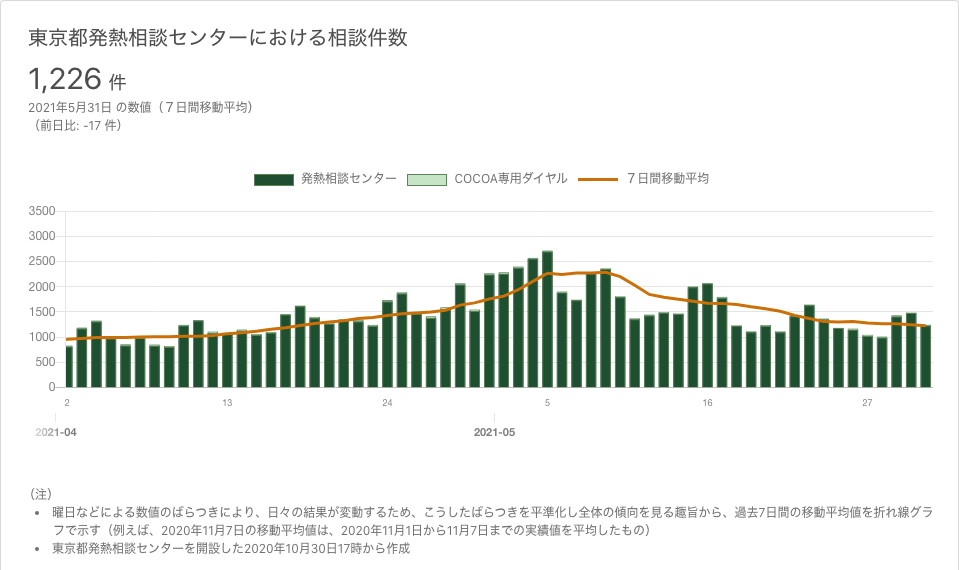 東京都発熱相談センターにおける相談件数
1,226 件
2021年5月31日 の数値（７日間移動平均）
（前日比: -17 件）
発熱相談センター COCOA専用ダイヤル ７日間移動平均
3500
3000
2500
2000
1500
1000
500
0
2 13 24 5 16 27
2021-04 2021-05
（注）
• 曜日などによる数値のばらつきにより、日々の結果が変動するため、こうしたばらつきを平準化し全体の傾向を見る趣旨から、過去7日間の移動平均値を折れ線グラ
フで示す（例えば、2020年11月7日の移動平均値は、2020年11月1日から11月7日までの実績値を平均したもの）
• 東京都発熱相談センターを開設した2020年10月30日17時から作成